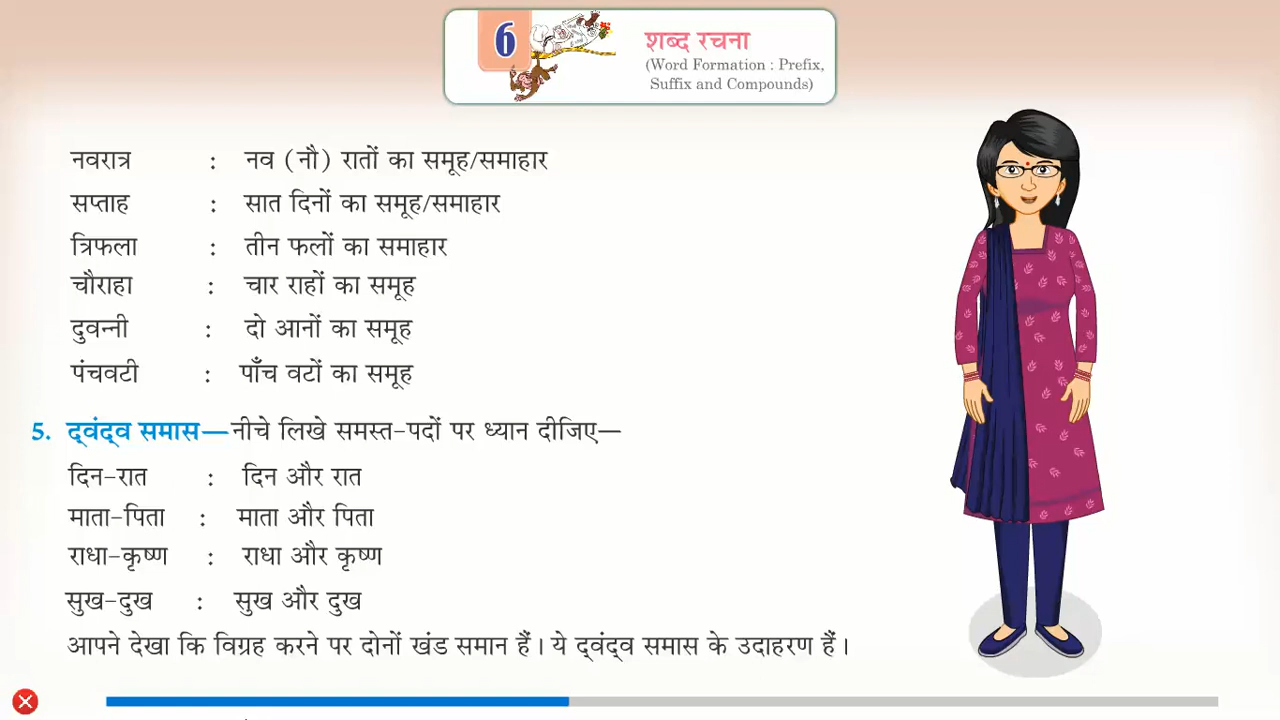 6
शब्द रचना
(Word Formation : Prefix,
Suffix and Compounds)
नवरात्र : नव (नौ) रातों का समूह/समाहार
सप्ताह : सात दिनों का समूह/समाहार
त्रिफला : तीन फलों का समाहार
चौराहा : चार राहों का समूह
दुवन्नी : दो आनों का समूह
पंचवटी : पाँच वटों का समूह
5. द्वंद्व समास—नीचे लिखे समस्त-पदों पर ध्यान दीजिए—
दिन-रात : दिन और रात
माता-पिता : माता और पिता
राधा-कृष्ण : राधा और कृष्ण
सुख-दुख : सुख और दुख
आपने देखा कि विग्रह करने पर दोनों खंड समान हैं। ये द्वंद्व समास के उदाहरण हैं।